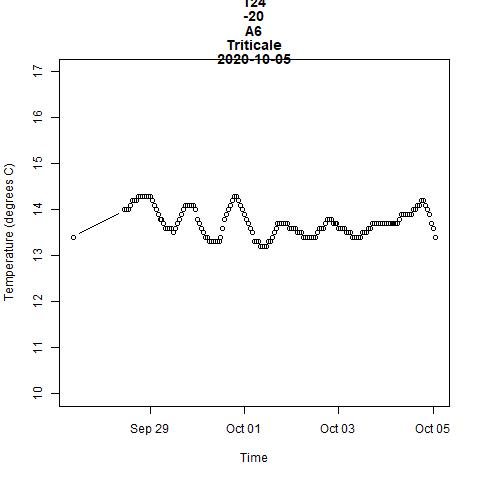 124
-20
A6
Triticale
2020-10-05
17
16
15
14
13
12
11
10
Temperature (degrees C)
Sep 29
Oct 01
Oct 03
Oct 05
Time